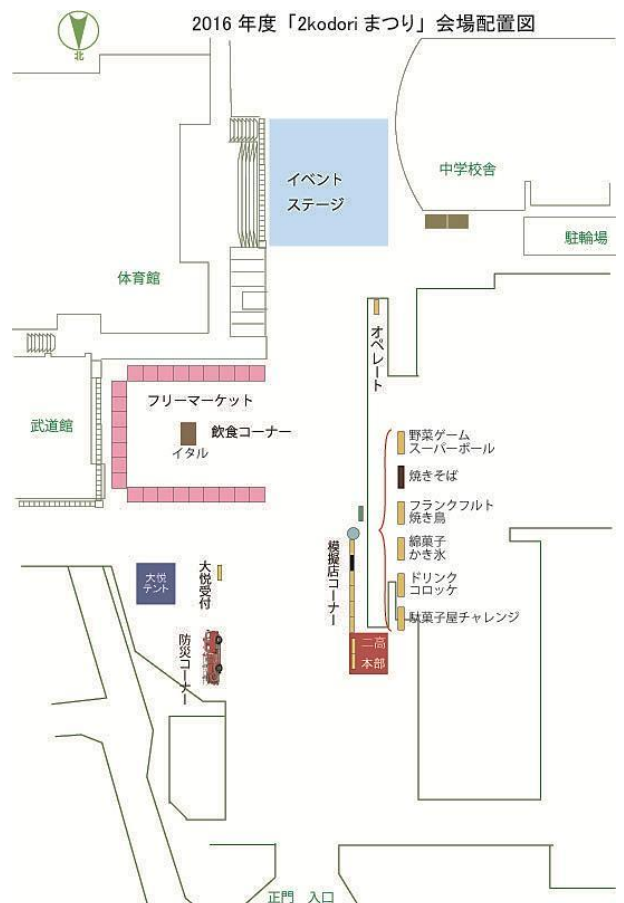 2016 年度「2kodori まつり」会場配置図
北
イベント
ステージ
中学校舎
駐輪場
体育館
オペレート
フリーマーケット
武道館
飲食コーナー
イタル
野菜ゲーム
スーパーボール
焼きそば
フランクフルト
焼き鳥
綿菓子
かき氷
模擬店コーナー
大悦
テント
大悦受付
ドリンク
コロッケ
駄菓子屋チャレンジ
防災コーナー
二高
本部
正門 入口